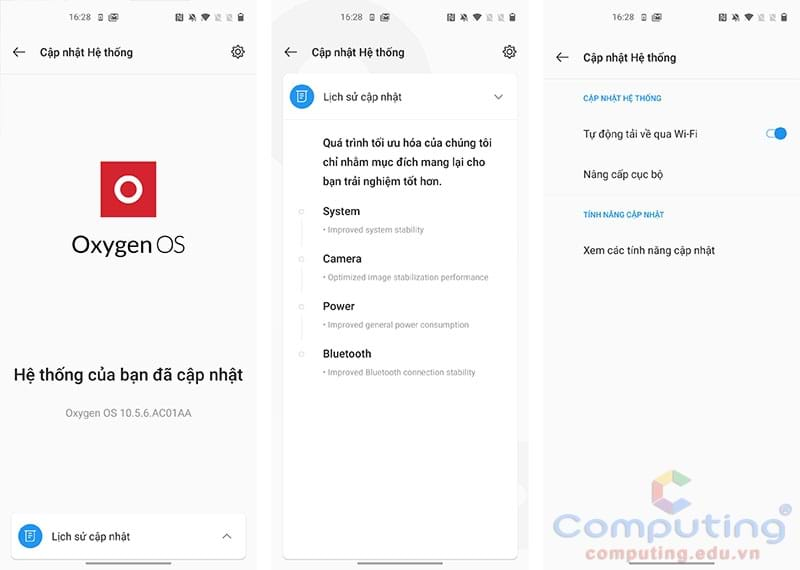 16:28
Cập nhật Hệ thống
Oxygen OS
Hệ thống của bạn đã cập nhật
Oxygen OS 10.5.6.AC01AA
Lịch sử cập nhật
16:28
Cập nhật Hệ thống
Lịch sử cập nhật
Quá trình tối ưu hóa của chúng tôi
chỉ nhằm mục đích mang lại cho
bạn trải nghiệm tốt hơn.
System
• Improved system stability
Camera
• Optimized image stabilization performance
Power
• Improved general power consumption
Bluetooth
• Improved Bluetooth connection stability
16:28
Cập nhật Hệ thống
CẬP NHẬT HỆ THỐNG
Tự động tải về qua Wi-Fi
Nâng cấp cục bộ
TÍNH NĂNG CẬP NHẬT
Xem các tính năng cập nhật
Computing®
computing.edu.vn